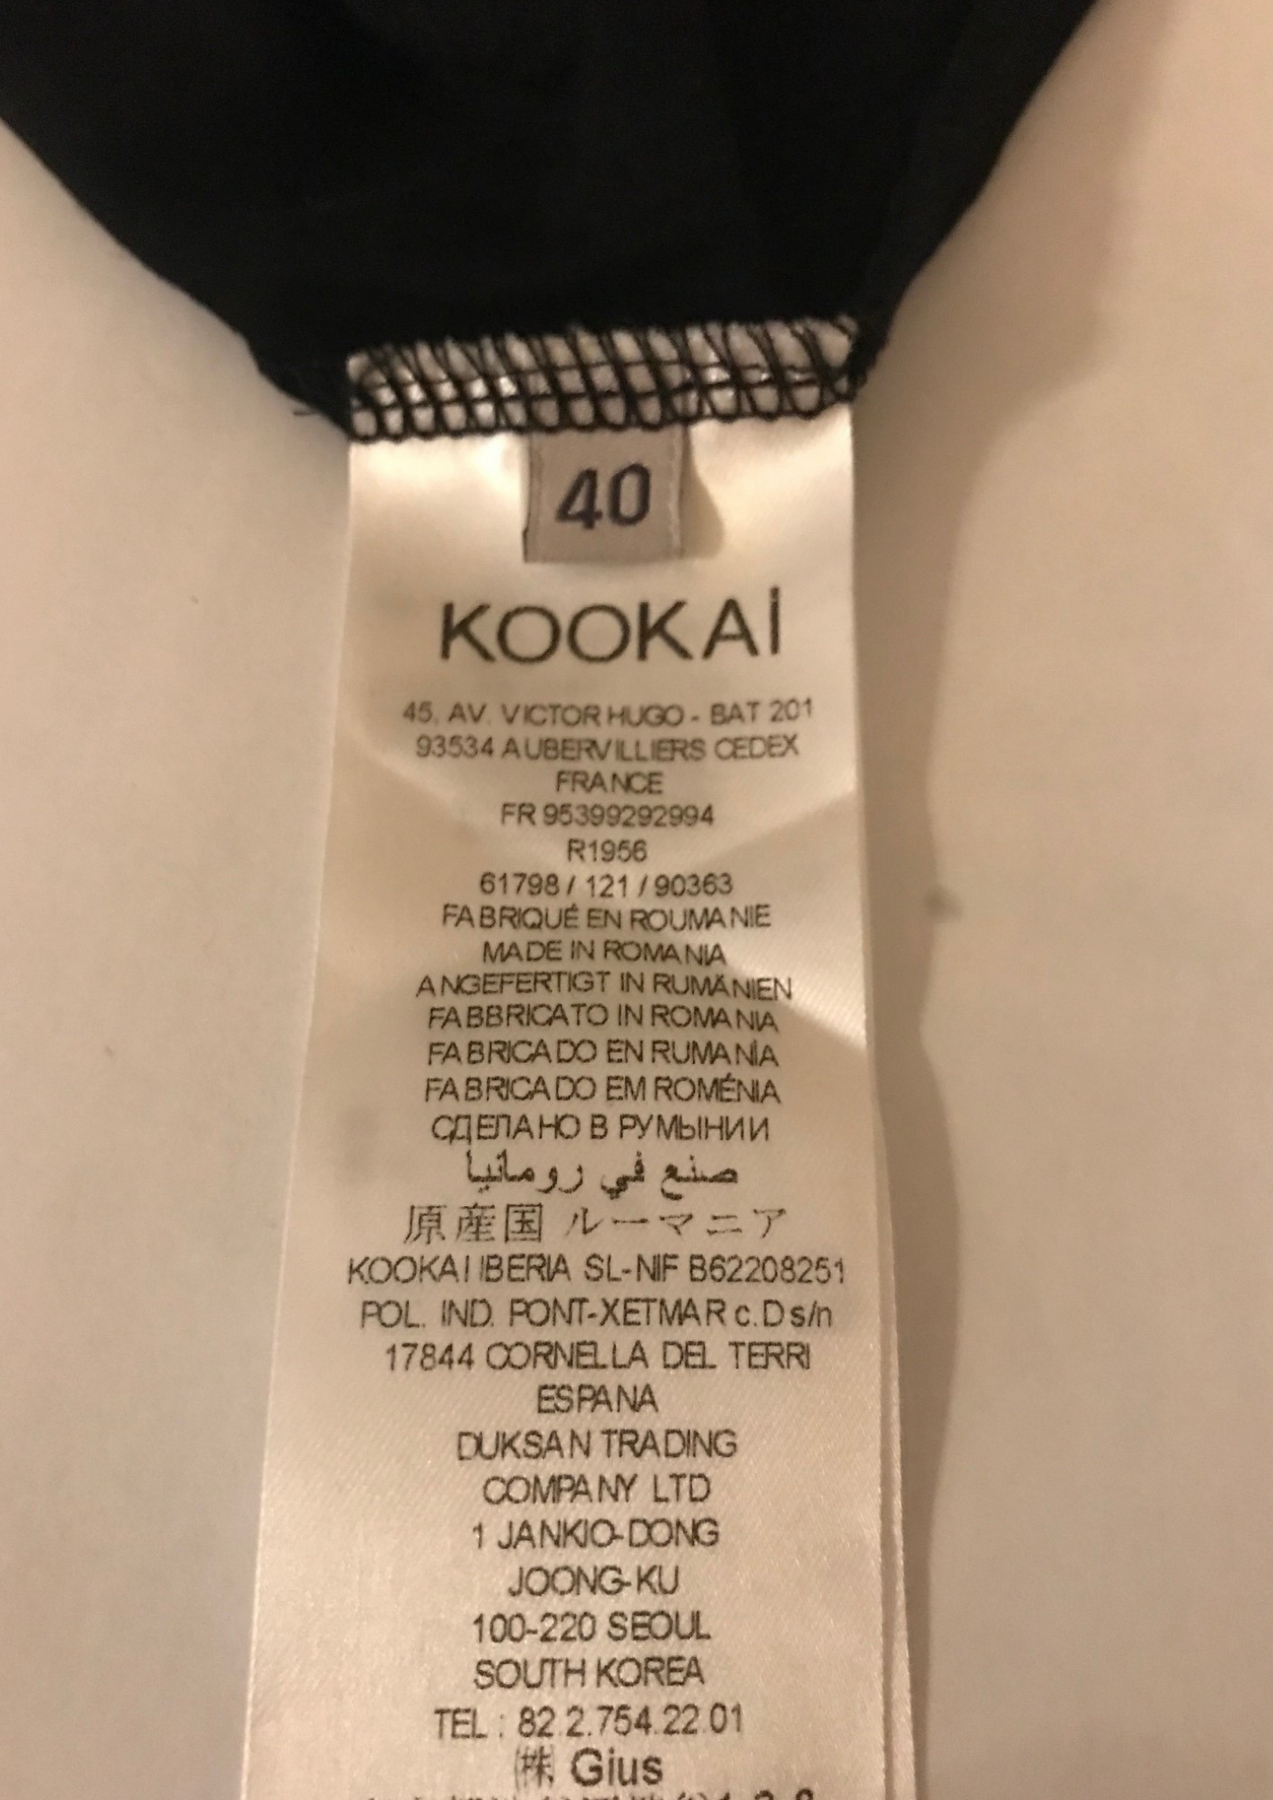 40
KOOKAÏ
45, AV. VICTOR HUGO - BAT 201
93534 AUBERVILLIERS CEDEX
FRANCE
FR 95399292994
R1956
61798 / 121 / 90363
FABRIQUÉ EN ROUMANIE
MADE IN ROMANIA
ANGEFERTIGT IN RUMÄNIEN
FABBRICATO IN ROMANIA
FABRICADO EN RUMANÍA
FABRICADO EM ROMÉNIA
СДЕЛАНО В РУМЫНИИ
صنع في رومانيا
原産国 ルーマニア
KOOKAI IBERIA SL-NIF B62208251
POL. IND. PONT-XETMAR c.D s/n
17844 CORNELLA DEL TERRI
ESPANA
DUKSAN TRADING
COMPANY LTD
1 JANKIO-DONG
JOONG-KU
100-220 SEOUL
SOUTH KOREA
TEL : 82.2.754.22.01
㈱ Gius